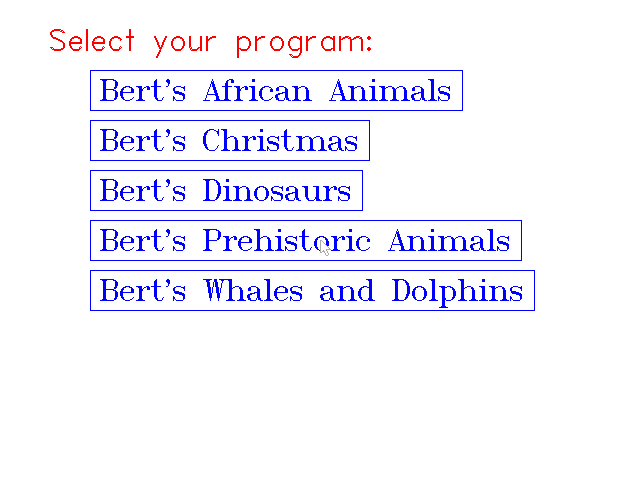 Select your program:
Bert's African Animals
Bert's Christmas
Bert's Dinosaurs
Bert's Prehistoric Animals
Bert's Whales and Dolphins